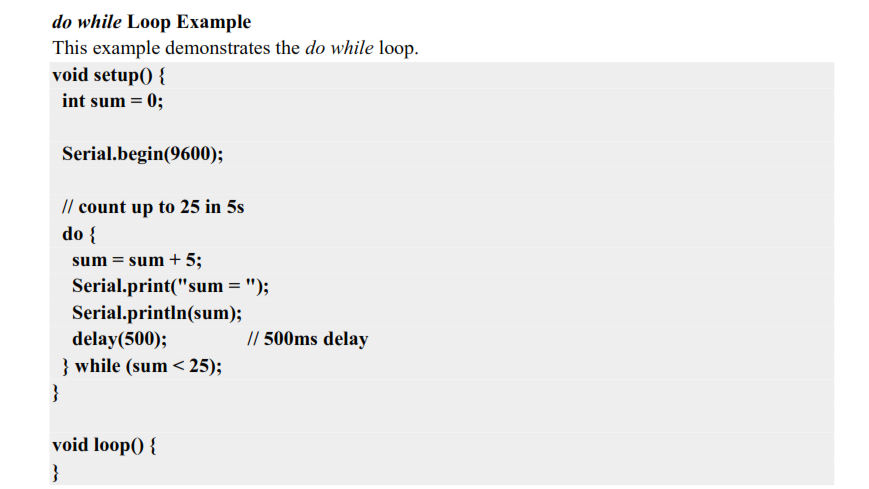 do while Loop Example
This example demonstrates the do while loop.
void setup() {
int sum = 0;
Serial.begin(9600);
// count up to 25 in 5s
do {
sum = sum + 5;
Serial.print("sum = ");
Serial.println(sum);
delay(500); // 500ms delay
} while (sum < 25);
}
void loop() {
}